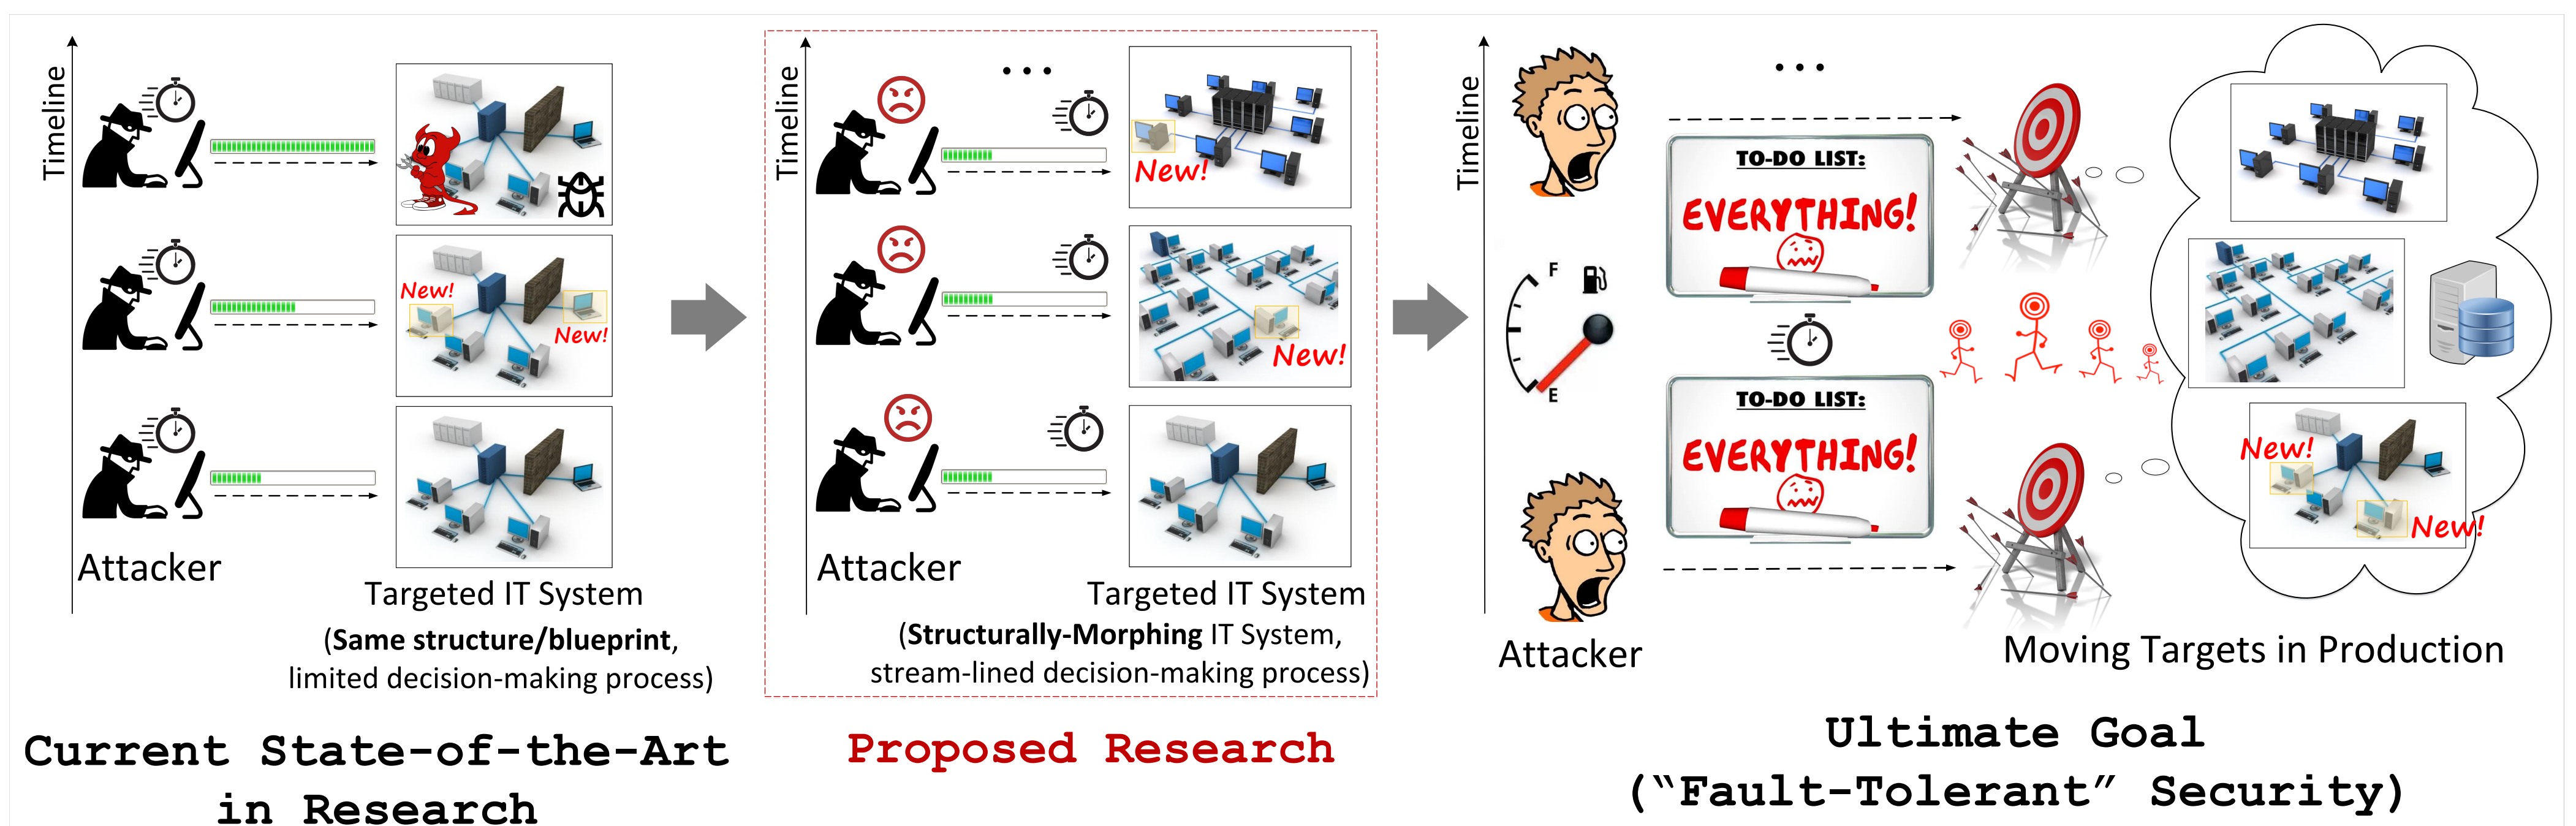 Timeline
New!
New!
Attacker
Targeted IT System
(Same structure/blueprint,
limited decision-making process)
Current State-of-the-Art
in Research
Timeline
...
New!
New!
Attacker
Targeted IT System
(Structurally-Morphing IT System,
stream-lined decision-making process)
Proposed Research
Timeline
...
TO-DO LIST:
EVERYTHING!
F
E
TO-DO LIST:
EVERYTHING!
New!
New!
Attacker
Moving Targets in Production
Ultimate Goal
(“Fault-Tolerant” Security)